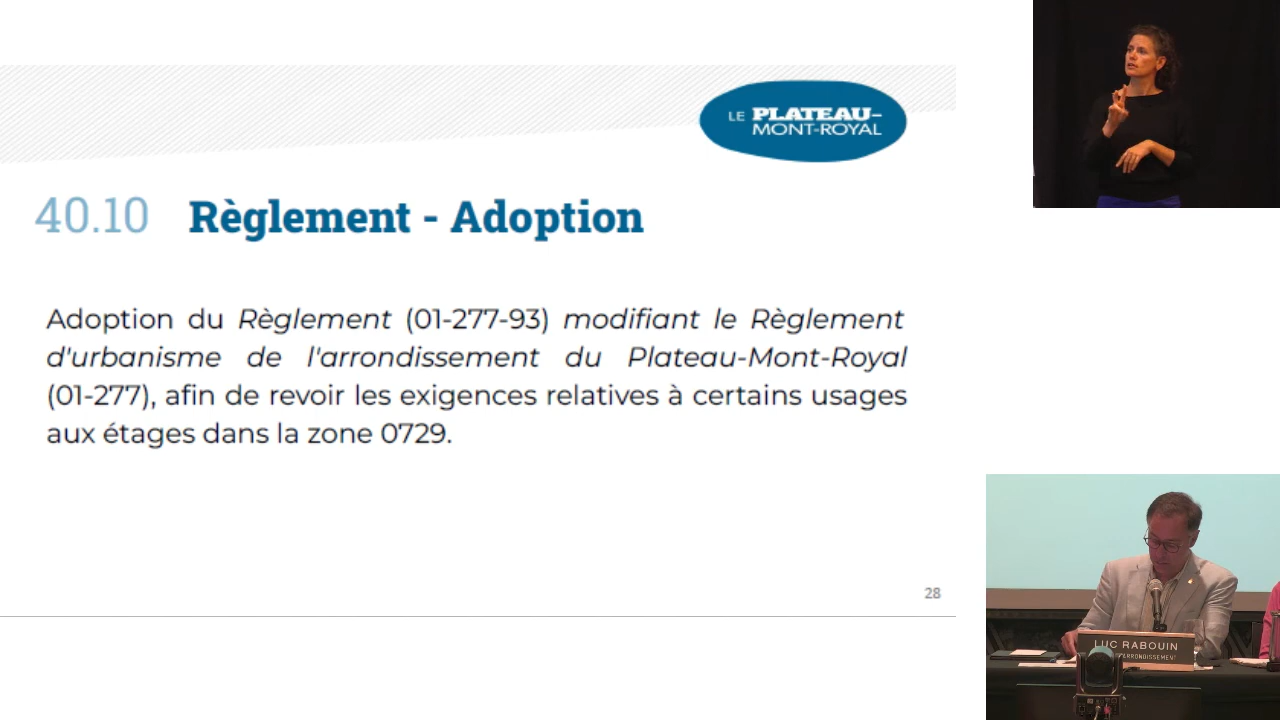 LE PLATEAU-
MONT-ROYAL
40.10 Règlement - Adoption
Adoption du Règlement (01-277-93) modifiant le Règlement
d'urbanisme de l'arrondissement du Plateau-Mont-Royal
(01-277), afin de revoir les exigences relatives à certains usages
aux étages dans la zone 0729.
28
LUC RABOUIN
ARRONDISSEMENT